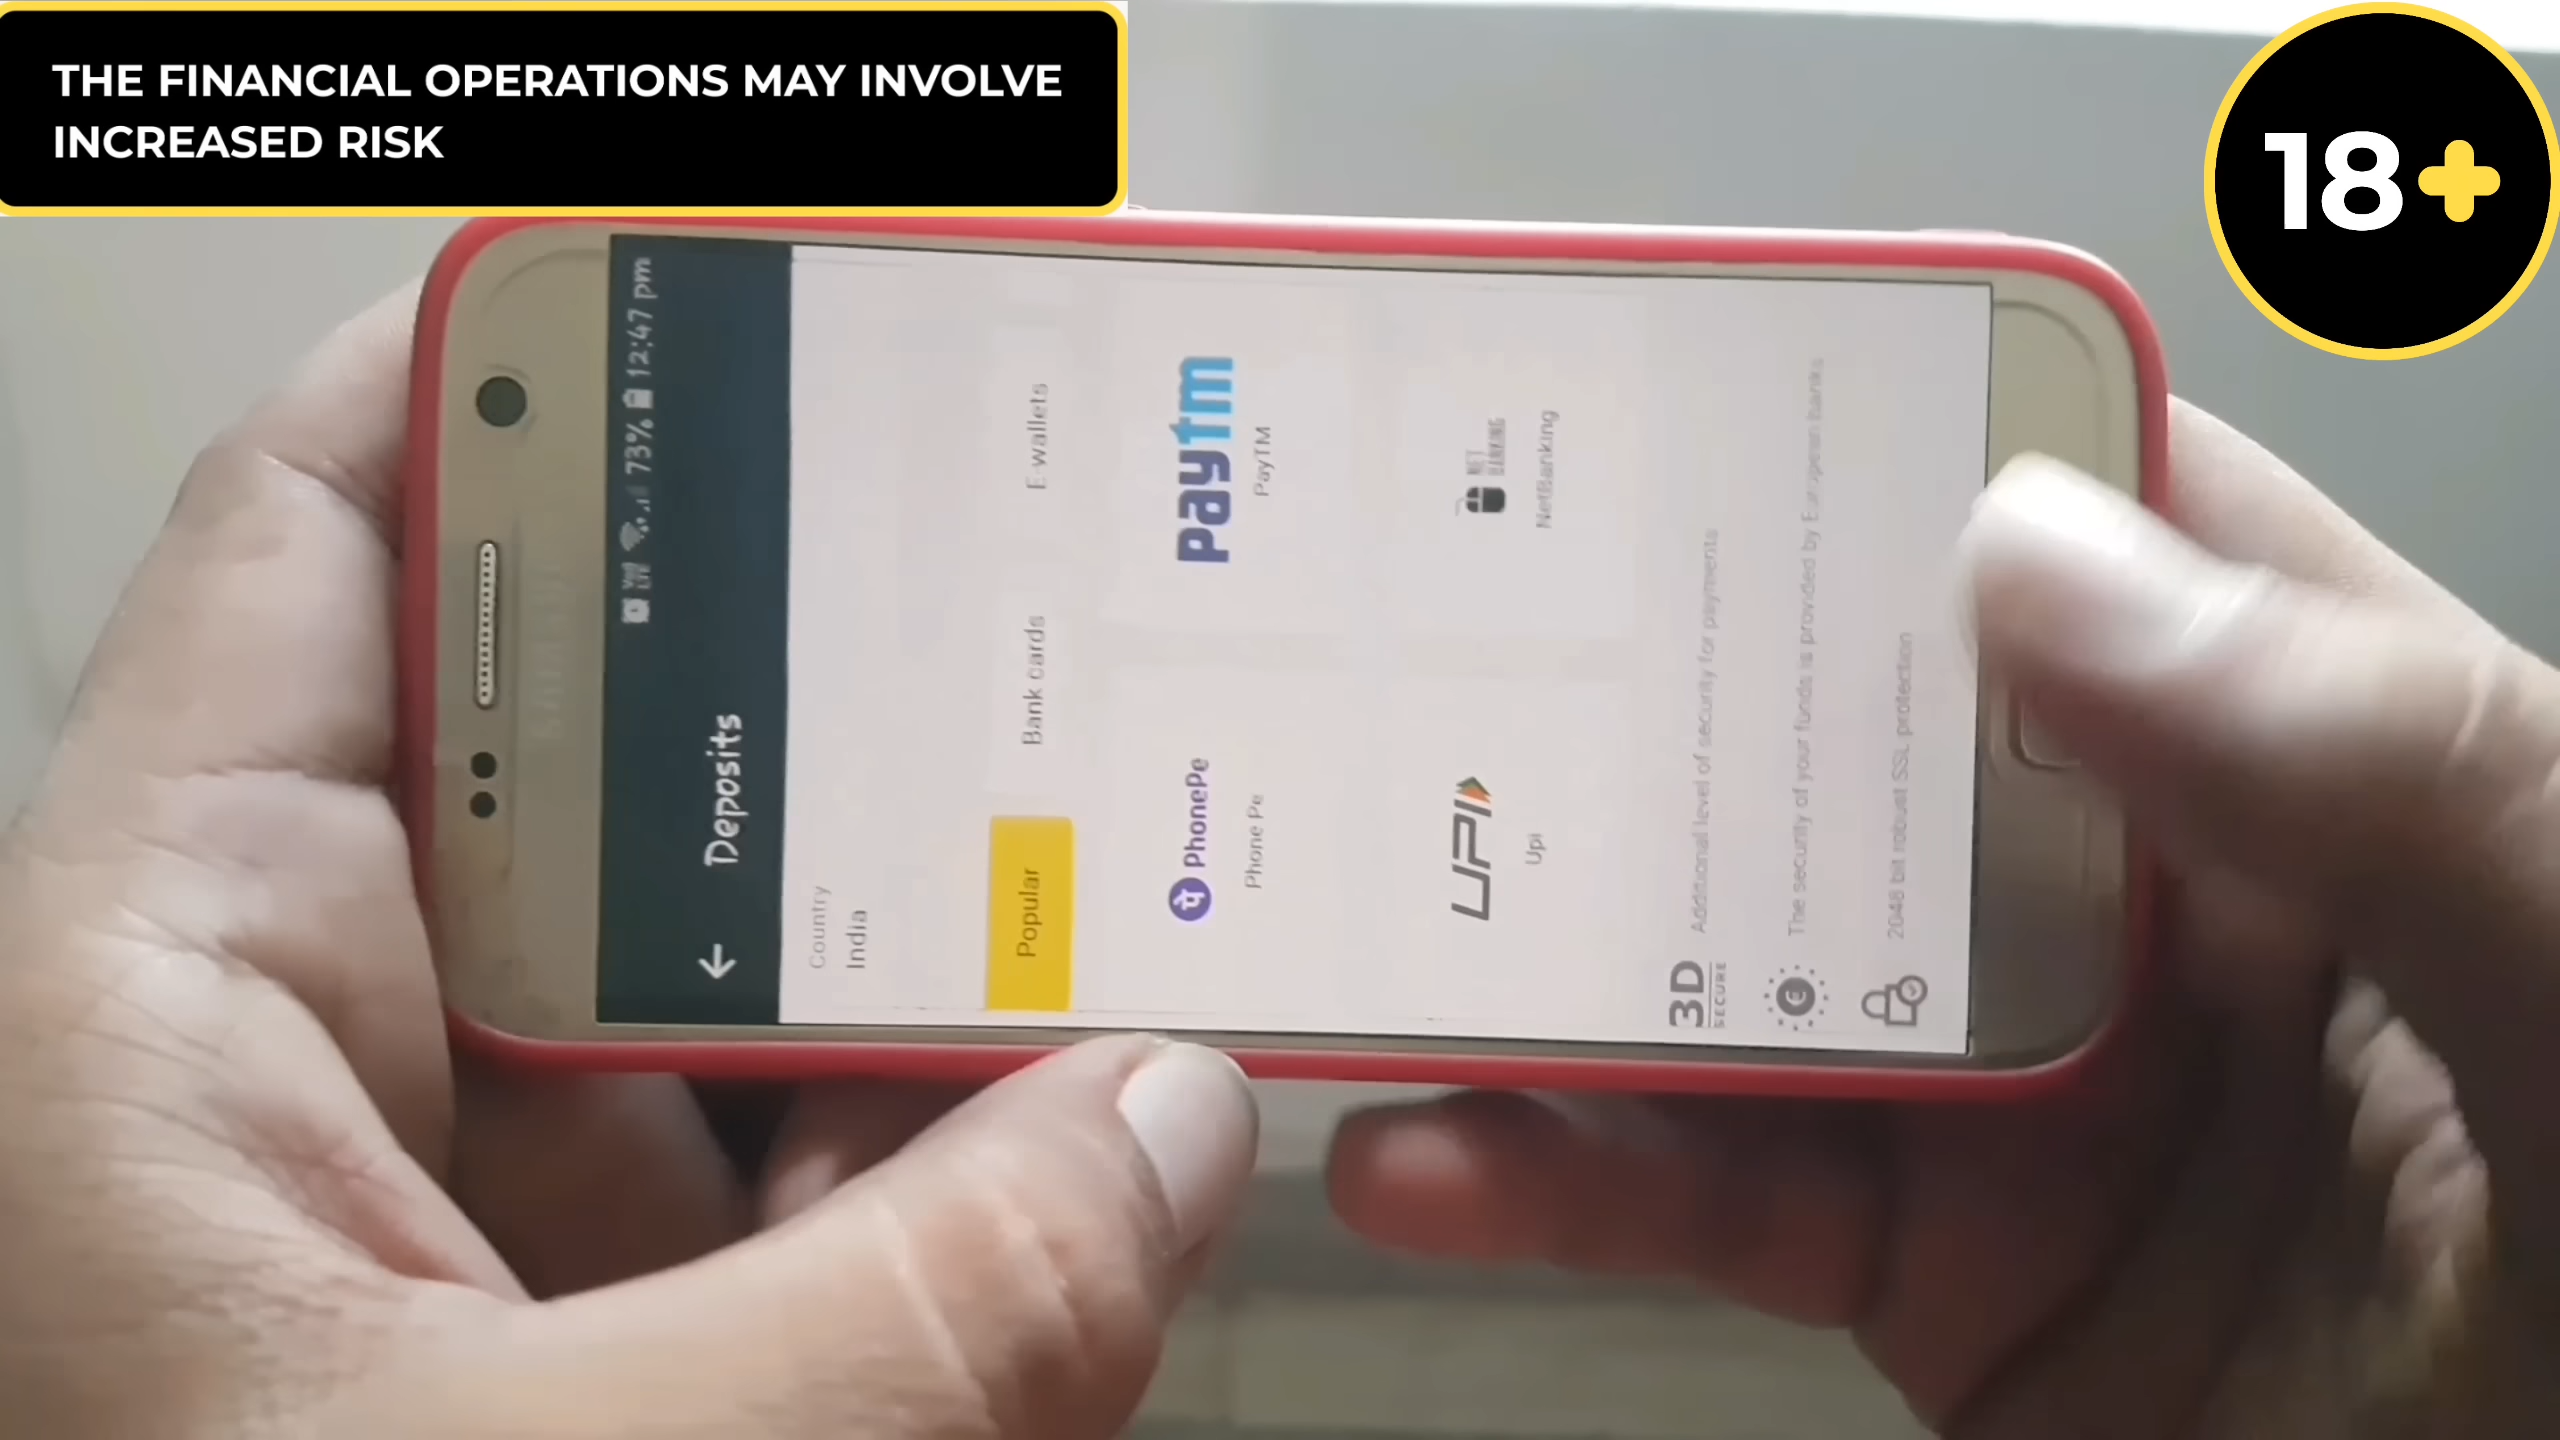 THE FINANCIAL OPERATIONS MAY INVOLVE
INCREASED RISK
18+
73% 12:47 pm
Deposits
Country
India
Popular
Bank cards
E-wallets
PhonePe
Phone Pe
paytm
PayTM
UPI
Upi
NET
BANKING
NetBanking
3D
SECURE
Additional level of security for payments
The security of your funds is provided by European banks
2048 bit robust SSL protection